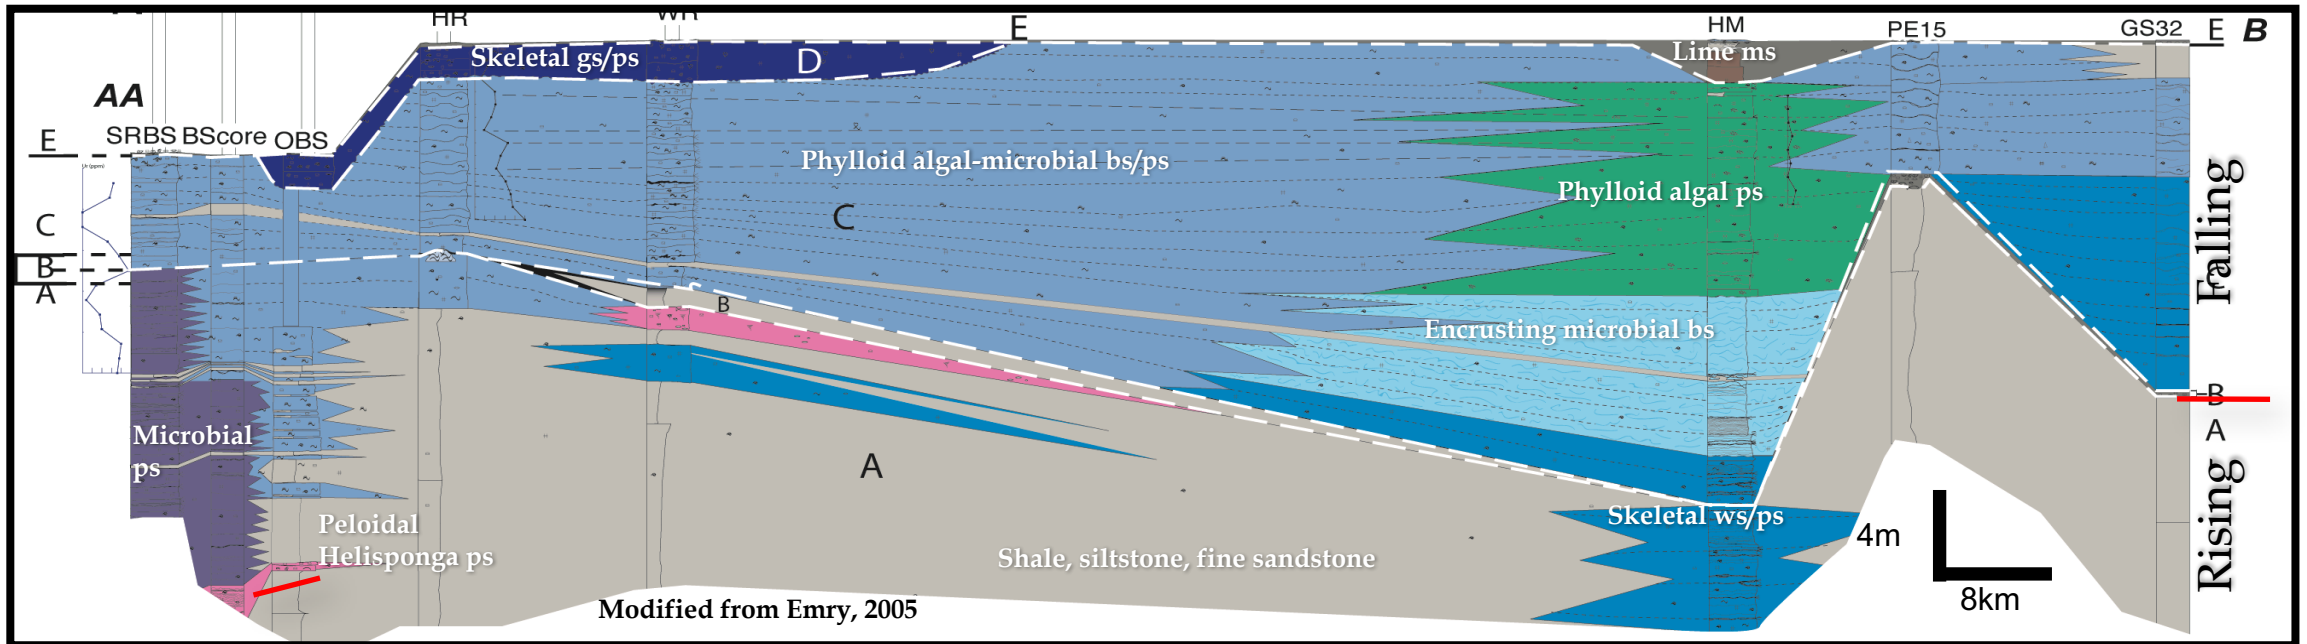 HR
WR
E
HM
PE15
GS32
E B
Skeletal gs/ps
D
Lime ms
AA
SRBS BScore OBS
E
Phylloid algal-microbial bs/ps
Phylloid algal ps
C
C
B
A
B
Encrusting microbial bs
Falling
B
A
Microbial
ps
A
Peloidal
Helisponga ps
Skeletal ws/ps
Shale, siltstone, fine sandstone
4m
8km
Rising
Modified from Emry, 2005